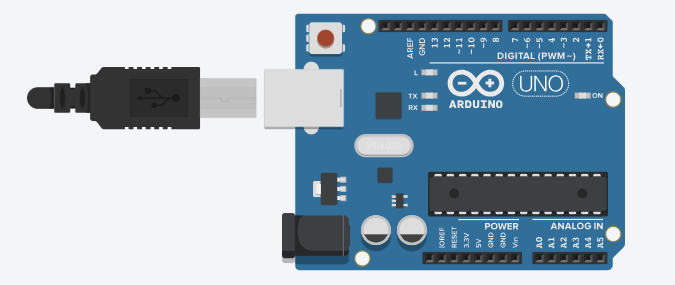 AREF
GND
13
12
~11
~10
~9
8
7
~6
~5
4
~3
2
TX→1
RX←0
DIGITAL (PWM~)
L
TX
RX
ARDUINO
UNO
ON
POWER
ANALOG IN
IOREF
RESET
3.3V
5V
GND
GND
Vin
A0
A1
A2
A3
A4
A5